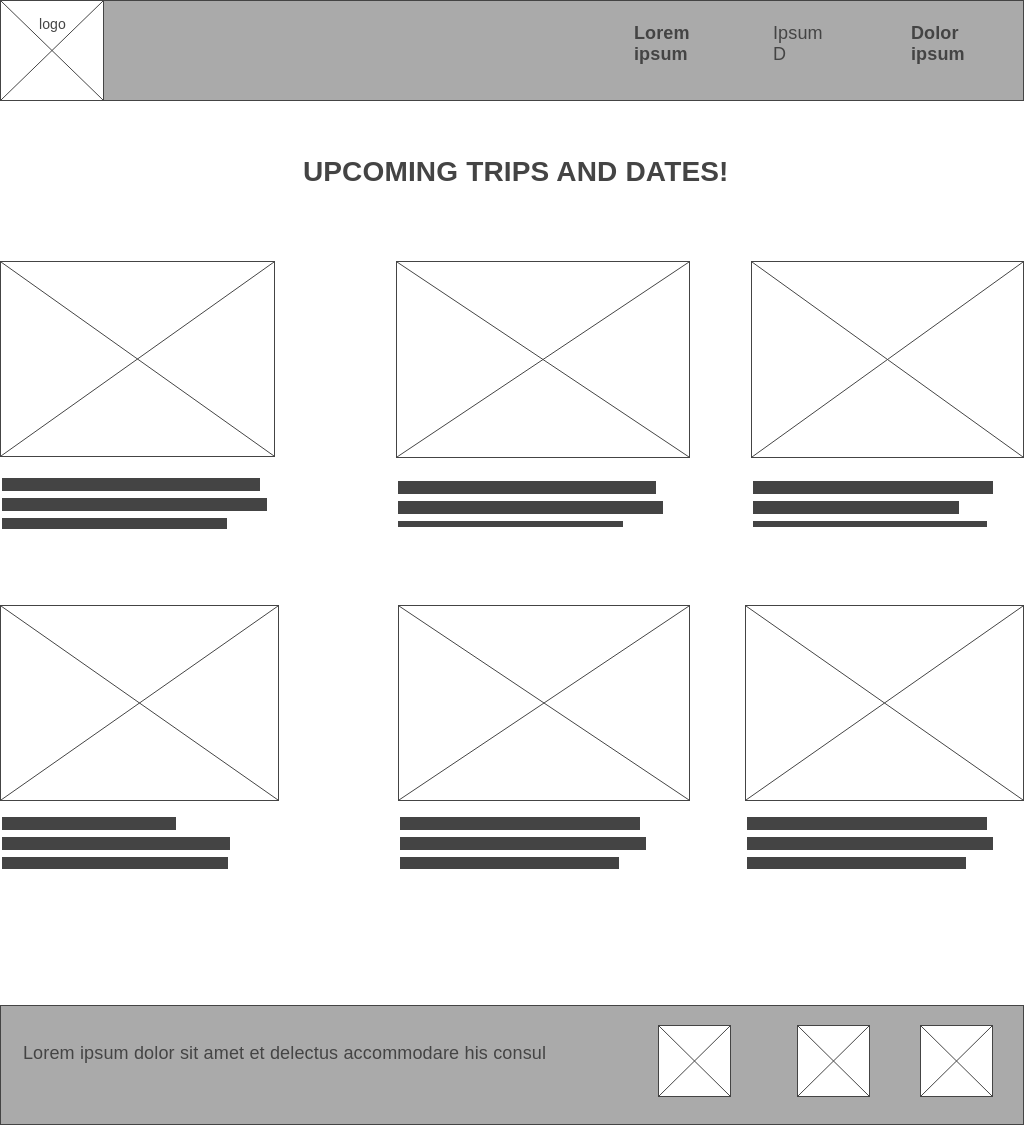 logo
Lorem
ipsum
Ipsum
D
Dolor
ipsum
UPCOMING TRIPS AND DATES!
Lorem ipsum dolor sit amet et delectus accommodare his consul